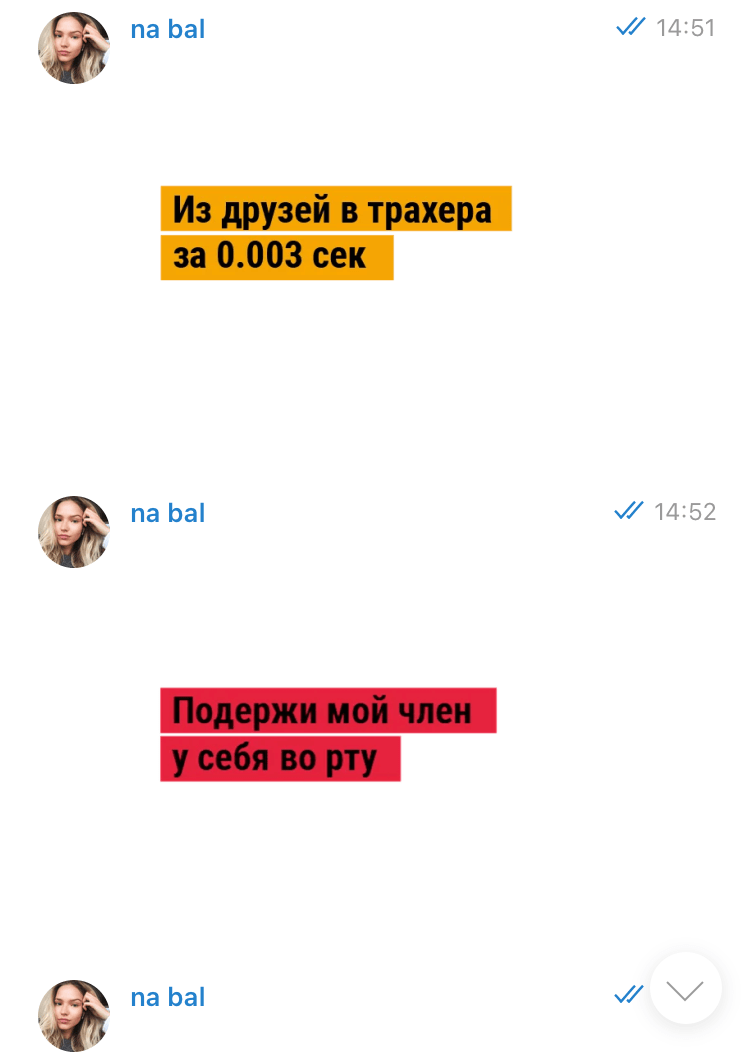 na bal 14:51
Из друзей в трахера
за 0.003 сек
na bal 14:52
Подержи мой член
у себя во рту
na bal